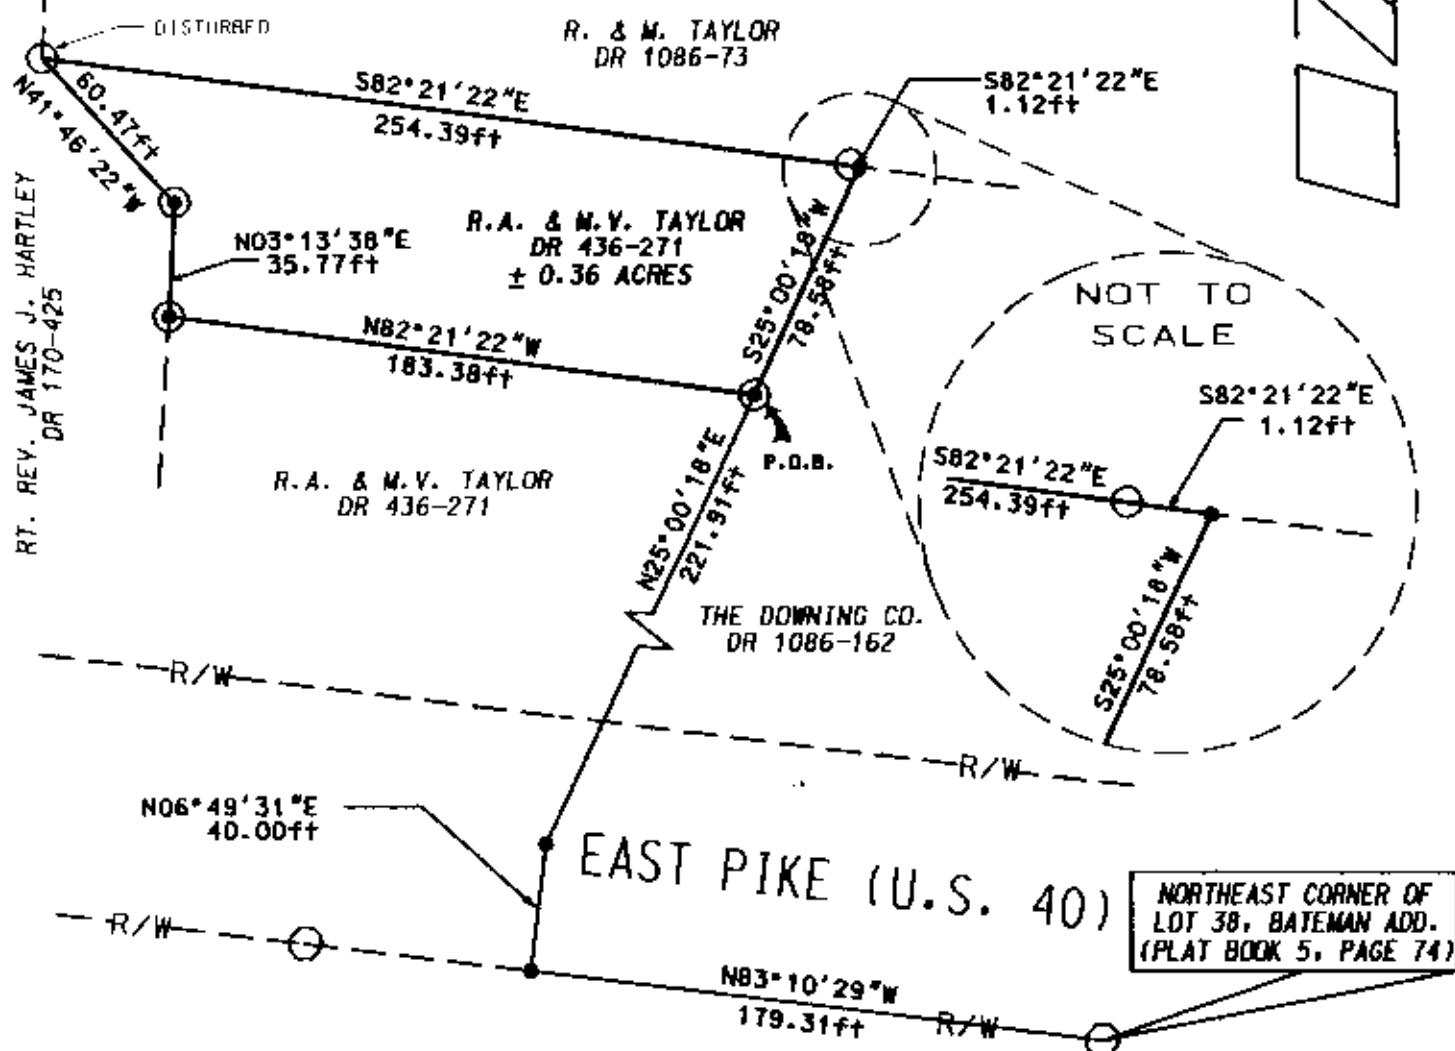 DISTURBED
R. & M. TAYLOR
DR 1086-73
S82°21'22"E
1.12ft
S82°21'22"E
254.39ft
60.47ft
N41°46'22"W
R.A. & M.V. TAYLOR
DR 436-271
± 0.36 ACRES
N03°13'38"E
35.77ft
S25°00'18"W
78.58ft
RT. REV. JAMES J. HARTLEY
DR 170-425
N82°21'22"W
183.38ft
P.O.B.
NOT TO
SCALE
S82°21'22"E
1.12ft
S82°21'22"E
254.39ft
S25°00'18"W
78.58ft
R.A. & M.V. TAYLOR
DR 436-271
N25°00'18"E
221.91ft
THE DOWNING CO.
DR 1086-162
R/W
R/W
N06°49'31"E
40.00ft
EAST PIKE (U.S. 40)
NORTHEAST CORNER OF
LOT 38, BATEMAN ADD.
(PLAT BOOK 5, PAGE 74)
R/W
N83°10'29"W
179.31ft
R/W